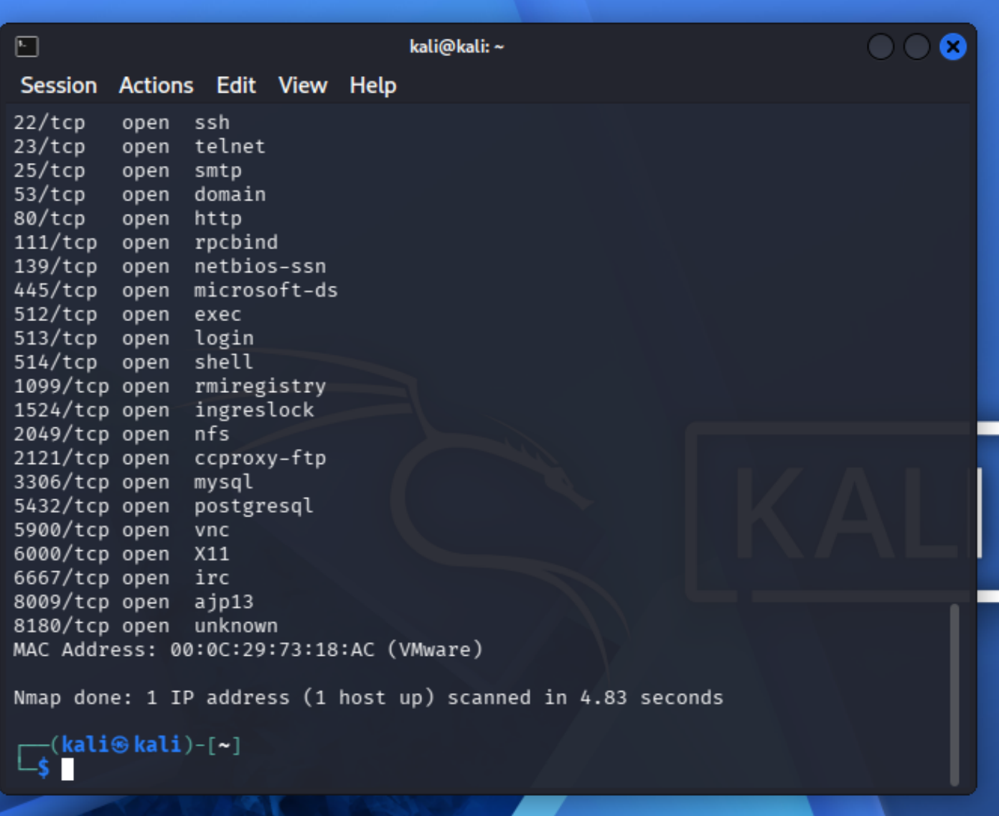 kali@kali: ~
Session Actions Edit View Help
22/tcp open ssh
23/tcp open telnet
25/tcp open smtp
53/tcp open domain
80/tcp open http
111/tcp open rpcbind
139/tcp open netbios-ssn
445/tcp open microsoft-ds
512/tcp open exec
513/tcp open login
514/tcp open shell
1099/tcp open rmiregistry
1524/tcp open ingreslock
2049/tcp open nfs
2121/tcp open ccproxy-ftp
3306/tcp open mysql
5432/tcp open postgresql
5900/tcp open vnc
6000/tcp open X11
6667/tcp open irc
8009/tcp open ajp13
8180/tcp open unknown
MAC Address: 00:0C:29:73:18:AC (VMware)
Nmap done: 1 IP address (1 host up) scanned in 4.83 seconds
┌──(kali㉿kali)-[~]
└─$
KALI